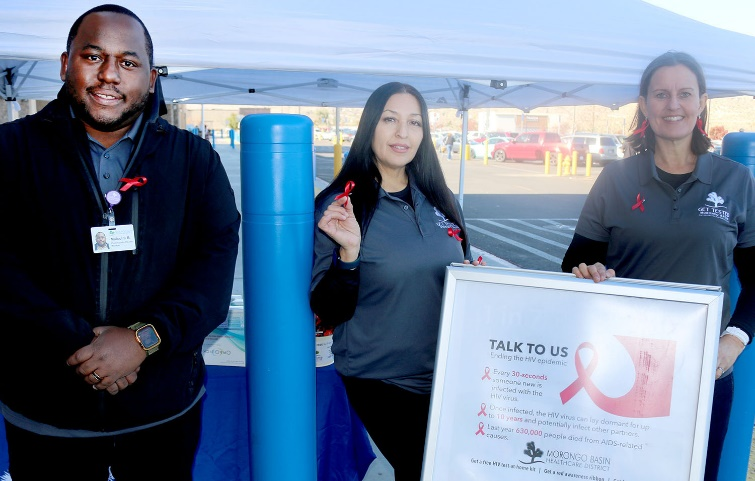 TALK TO US
Ending the HIV epidemic
Every 30-seconds
someone new is
infected with the
HIV virus.
Once infected, the HIV can lay dormant for up
to 10 years and potentially infect other partners.
Last year 630,000 people died from AIDS-related
causes.
MORONGO BASIN
HEALTHCARE DISTRICT
Get a free HIV test at-home kit | Get a red awareness ribbon
GET TESTED